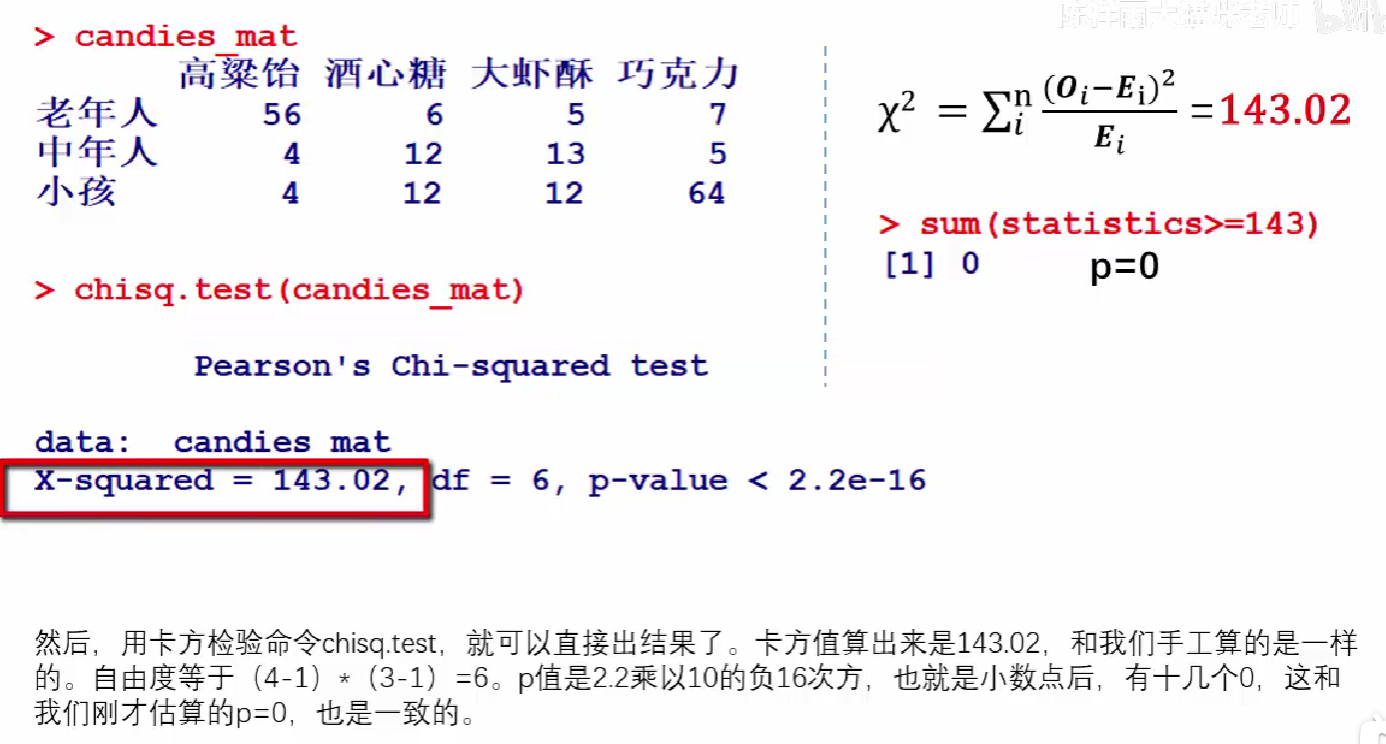 > candies_mat
高粱饴 酒心糖 大虾酥 巧克力
老年人 56 6 5 7
中年人 4 12 13 5
小孩 4 12 12 64
> chisq.test(candies_mat)
Pearson's Chi-squared test
data: candies mat
X-squared = 143.02, df = 6, p-value < 2.2e-16
χ² = ∑ᵢⁿ (Oᵢ−Eᵢ)² / Eᵢ =143.02
> sum(statistics>=143)
[1] 0 p=0
然后，用卡方检验命令chisq.test，就可以直接出结果了。卡方值算出来是143.02，和我们手工算的是一样
的。自由度等于（4-1）*（3-1）=6。p值是2.2乘以10的负16次方，也就是小数点后，有十几个0，这和
我们刚才估算的p=0，也是一致的。